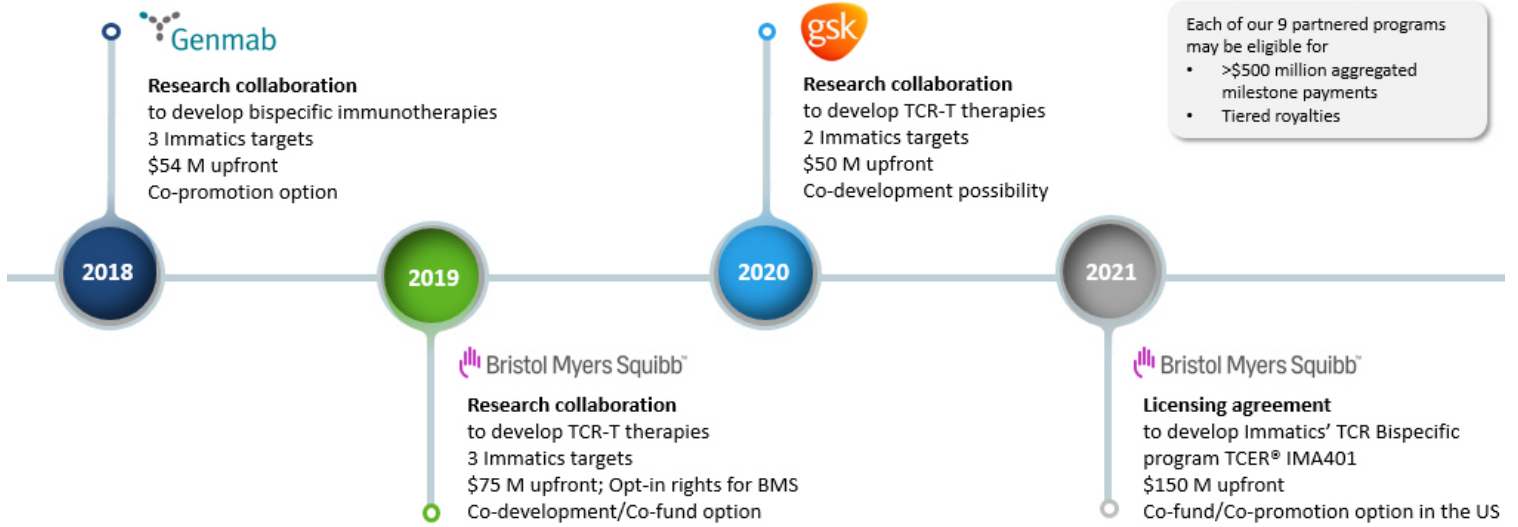 Genmab
Research collaboration
to develop bispecific immunotherapies
3 Immatics targets
$54 M upfront
Co-promotion option
gsk
Research collaboration
to develop TCR-T therapies
2 Immatics targets
$50 M upfront
Co-development possibility
Each of our 9 partnered programs
may be eligible for
• >$500 million aggregated
milestone payments
• Tiered royalties
2018
2019
2020
2021
Bristol Myers Squibb™
Research collaboration
to develop TCR-T therapies
3 Immatics targets
$75 M upfront; Opt-in rights for BMS
Co-development/Co-fund option
Bristol Myers Squibb™
Licensing agreement
to develop Immatics’ TCR Bispecific
program TCER® IMA401
$150 M upfront
Co-fund/Co-promotion option in the US